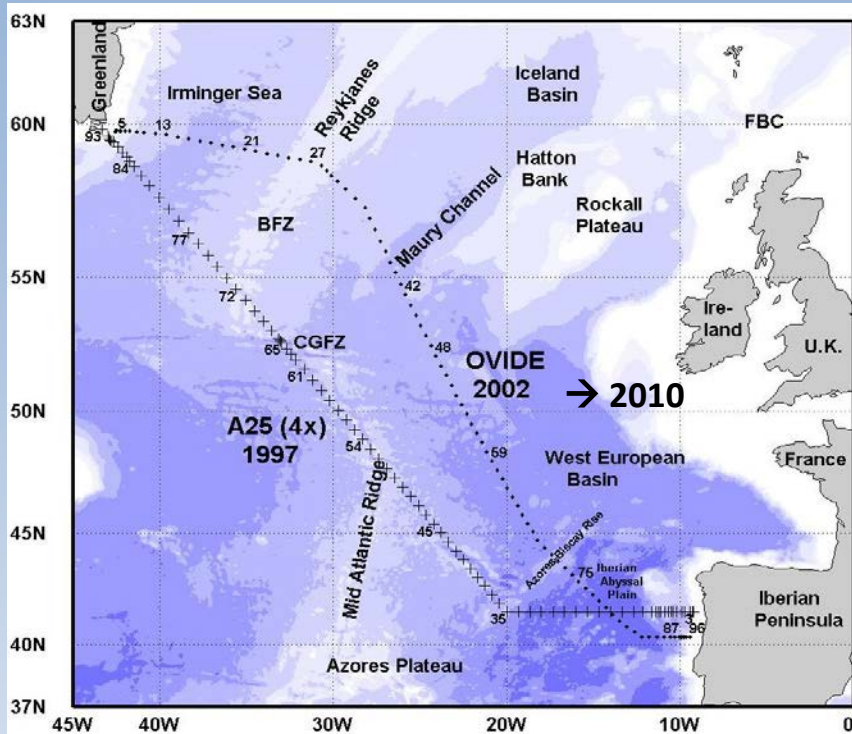 63N
60N
55N
50N
45N
40N
37N
45W
40W
30W
20W
10W
0
Greenland
Irminger Sea
Reykjanes
Ridge
Iceland
Basin
FBC
Hatton
Bank
Rockall
Plateau
Maury Channel
BFZ
CGFZ
Ire-
land
U.K.
OVIDE
2002
→ 2010
A25 (4x)
1997
West European
Basin
France
Mid Atlantic Ridge
Azores Biscay Rise
Iberian
Abyssal
Plain
Iberian
Peninsula
Azores Plateau
5
13
21
27
42
48
59
75
87
96
93
84
77
72
65
61
54
45
35
3